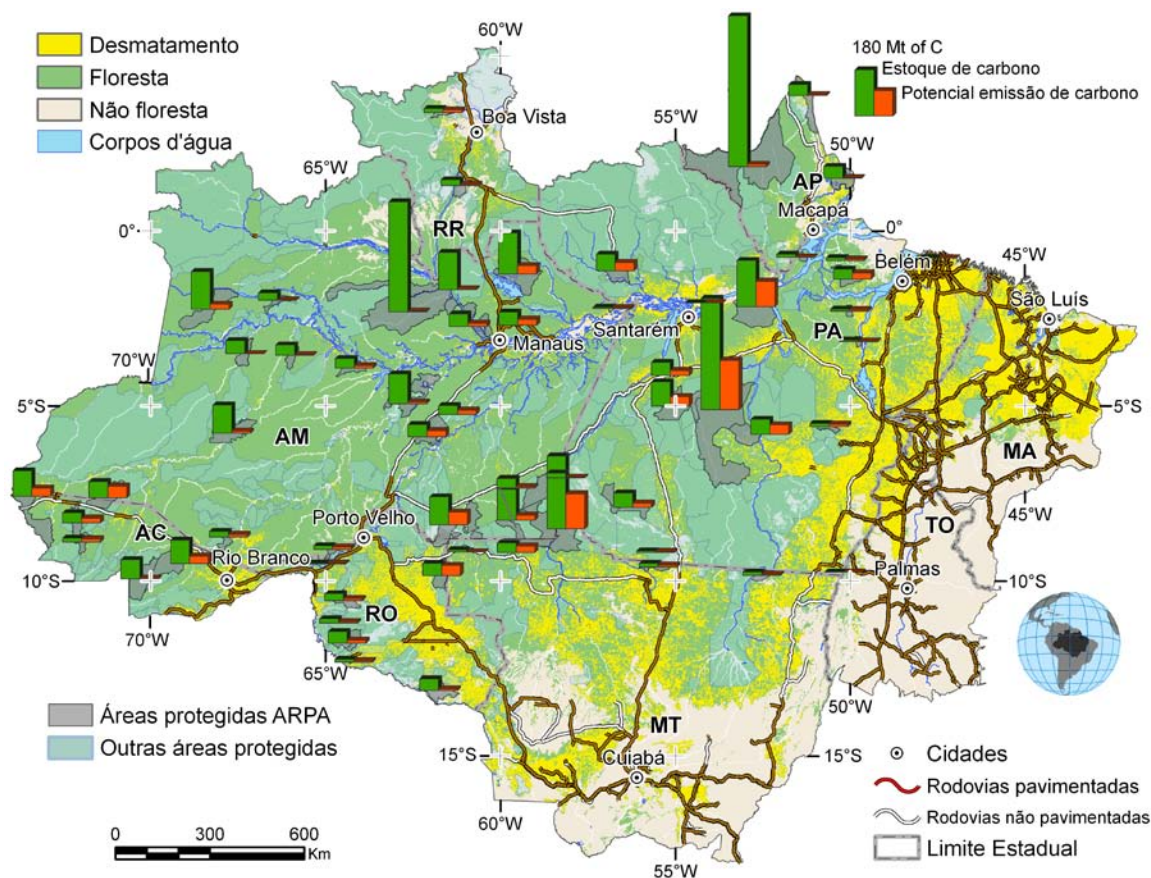 Desmatamento
Floresta
Não floresta
Corpos d'água
60°W
180 Mt of C
Estoque de carbono
Potencial emissão de carbono
55°W
50°W
65°W
Boa Vista
AP
Macapá
0°
RR
0°
Belém
45°W
São Luís
Santarém
PA
Manaus
70°W
5°S
5°S
AM
MA
45°W
AC
Porto Velho
TO
Rio Branco
Palmas
10°S
10°S
70°W
RO
65°W
50°W
Áreas protegidas ARPA
Outras áreas protegidas
MT
15°S
15°S
Cuiabá
Cidades
Rodovias pavimentadas
Rodovias não pavimentadas
Limite Estadual
60°W
55°W
0 300 600
Km